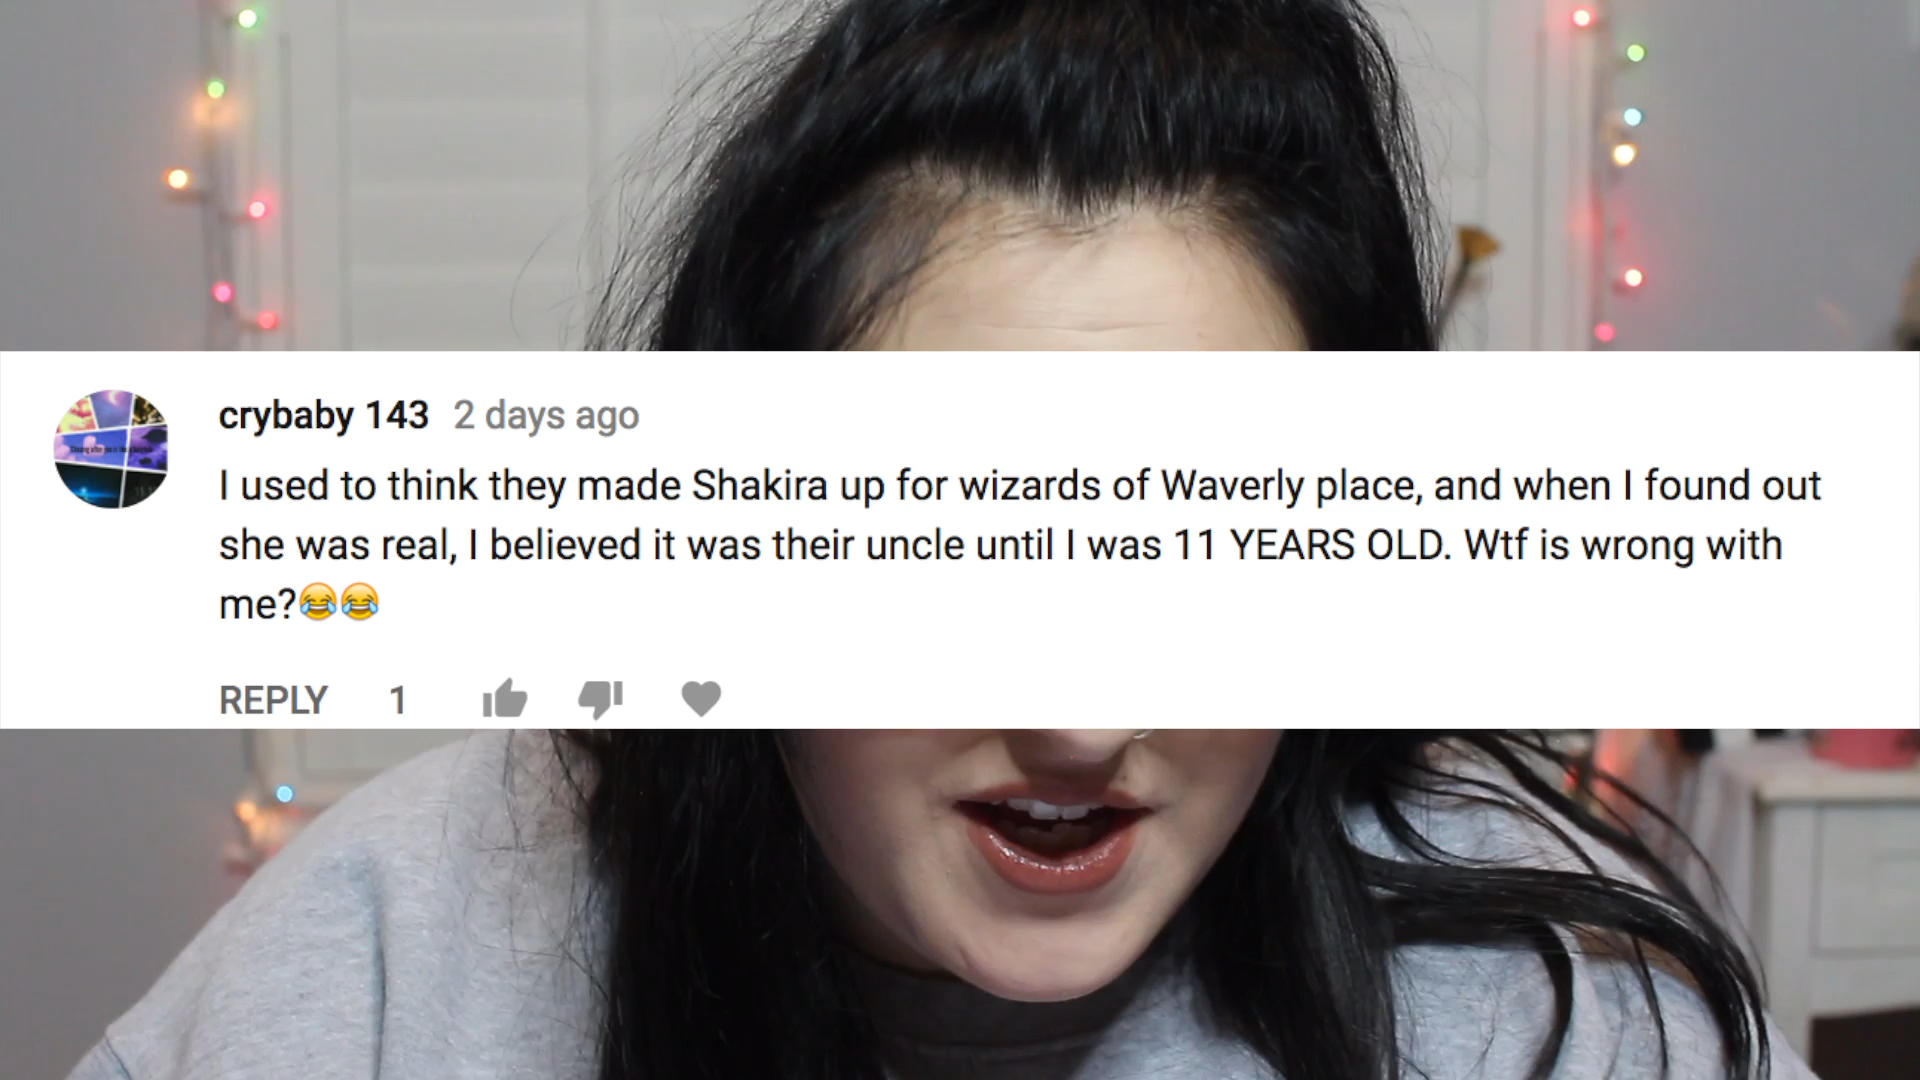 crybaby 143 2 days ago
I used to think they made Shakira up for wizards of Waverly place, and when I found out
she was real, I believed it was their uncle until I was 11 YEARS OLD. Wtf is wrong with
me?😂😂
REPLY 1